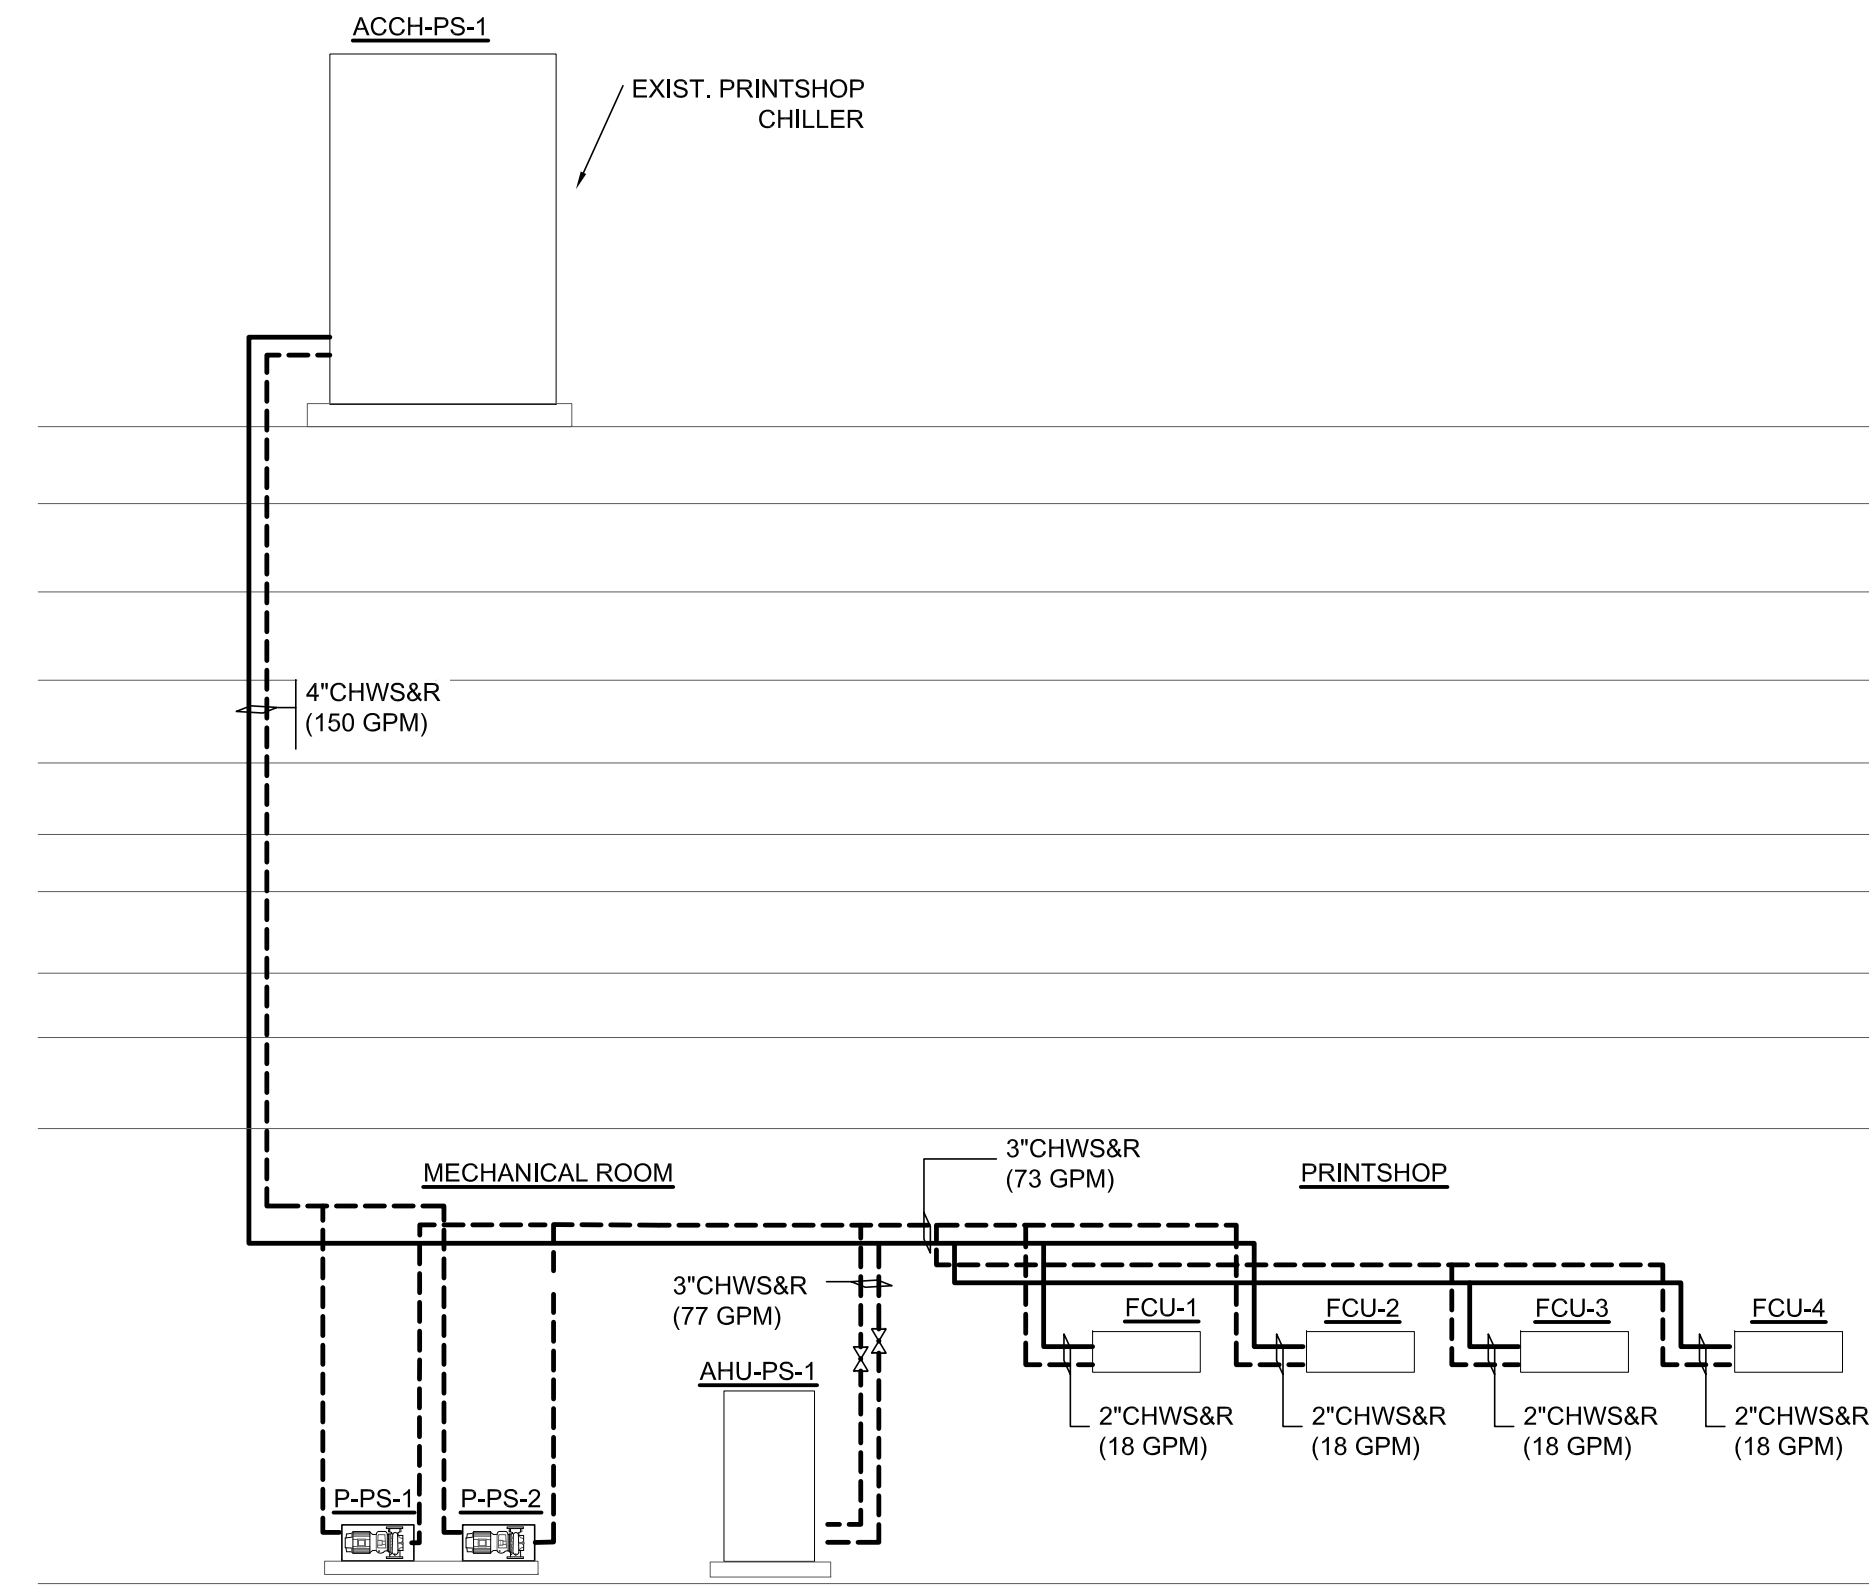 ACCH-PS-1
EXIST. PRINTSHOP
CHILLER
4"CHWS&R
(150 GPM)
MECHANICAL ROOM
3"CHWS&R
(73 GPM)
PRINTSHOP
3"CHWS&R
(77 GPM)
FCU-1
FCU-2
FCU-3
FCU-4
AHU-PS-1
2"CHWS&R
(18 GPM)
2"CHWS&R
(18 GPM)
2"CHWS&R
(18 GPM)
2"CHWS&R
(18 GPM)
P-PS-1
P-PS-2